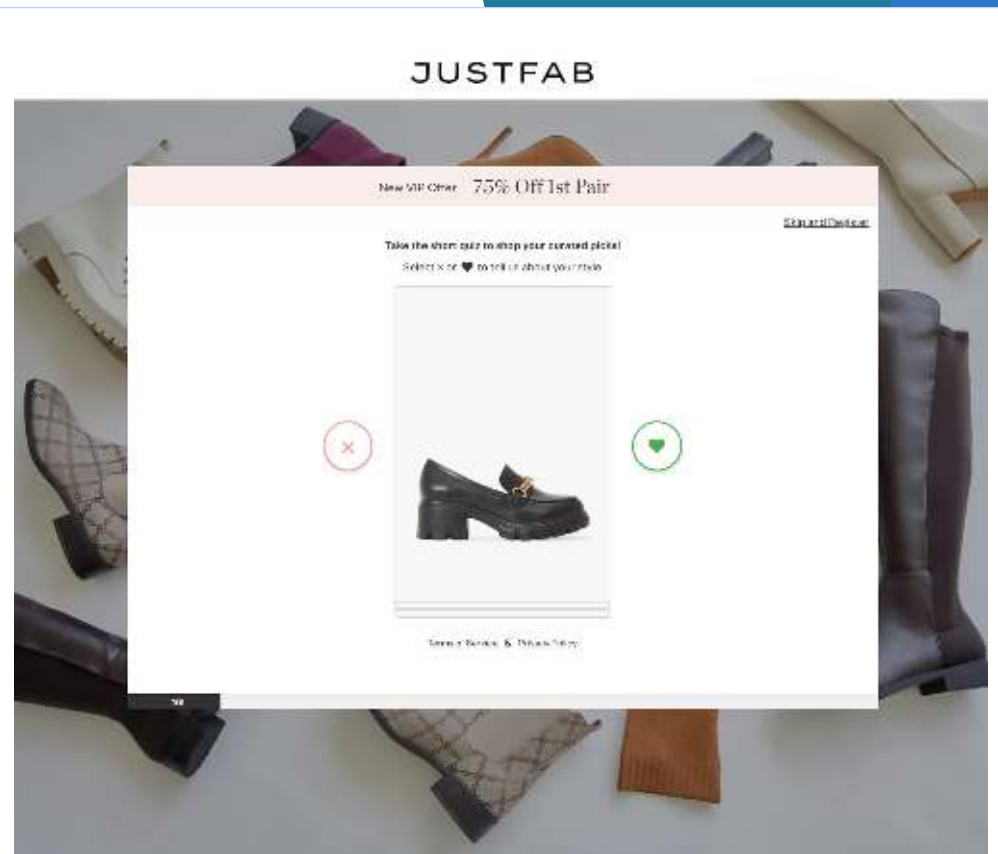 JUSTFAB
New VIP Offer 75% Off 1st Pair
Skip and Register
Take the short quiz to shop your curated picks!
Select × or ♥ to tell us about your style
Terms of Service & Privacy Policy